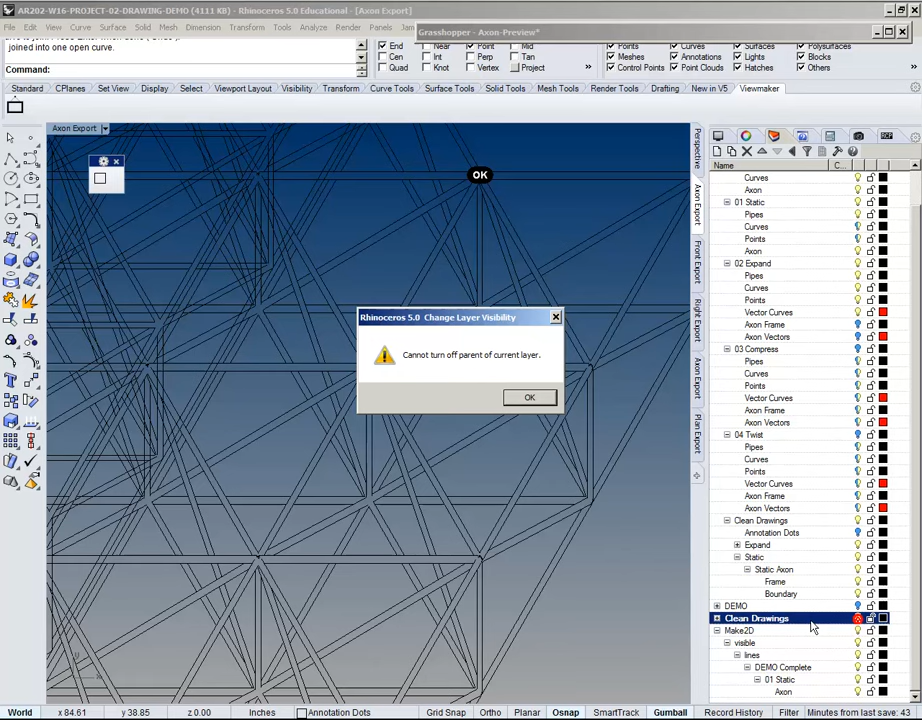 AR202-W16-PROJECT-02-DRAWING-DEMO (4111 KB) - Rhinoceros 5.0 Educational - [Axon Export]
File Edit View Curve Surface Solid Mesh Dimension Transform Tools Analyze Render Panels
Grasshopper - Axon-Preview*
joined into one open curve.
Command:
End Near Point Mid
Cen Int Perp Tan
Quad Knot Vertex Project »
Points Curves Surfaces Polysurfaces
Meshes Annotations Lights Blocks
Control Points Point Clouds Hatches Others
Standard CPlanes Set View Display Select Viewport Layout Visibility Transform Curve Tools Surface Tools Solid Tools Mesh Tools Render Tools Drafting New in V5 Viewmaker
Axon Export
OK
Perspective
Axon Export
Front Export
Right Export
Axon Export
Plan Export
Rhinoceros 5.0 Change Layer Visibility
Cannot turn off parent of current layer.
OK
Name C...
Curves
Axon
01 Static
Pipes
Curves
Points
Axon
02 Expand
Pipes
Curves
Points
Vector Curves
Axon Frame
Axon Vectors
03 Compress
Pipes
Curves
Points
Vector Curves
Axon Frame
Axon Vectors
04 Twist
Pipes
Curves
Points
Vector Curves
Axon Frame
Axon Vectors
Clean Drawings
Annotation Dots
Expand
Static
Static Axon
Frame
Boundary
DEMO
Clean Drawings
Make2D
visible
lines
DEMO Complete
01 Static
Axon
World x 84.61 y 38.85 z 0.00 Inches Annotation Dots Grid Snap Ortho Planar Osnap SmartTrack Gumball Record History Filter Minutes from last save: 43